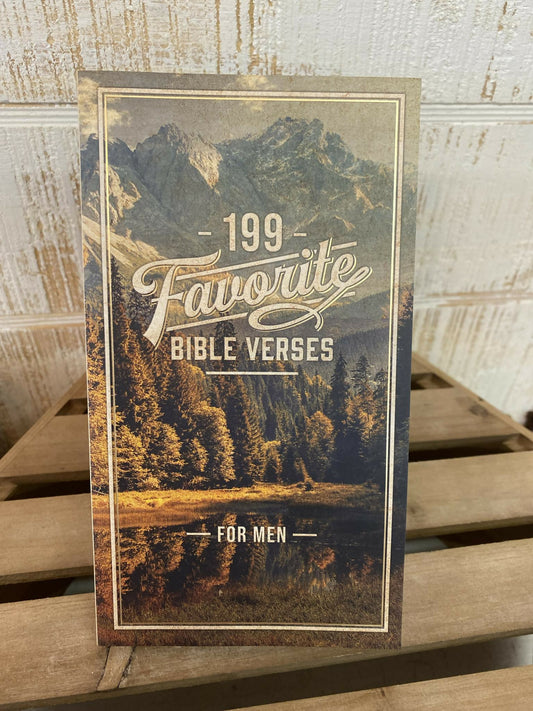 - 199 -
Favorite
BIBLE VERSES
— FOR MEN —